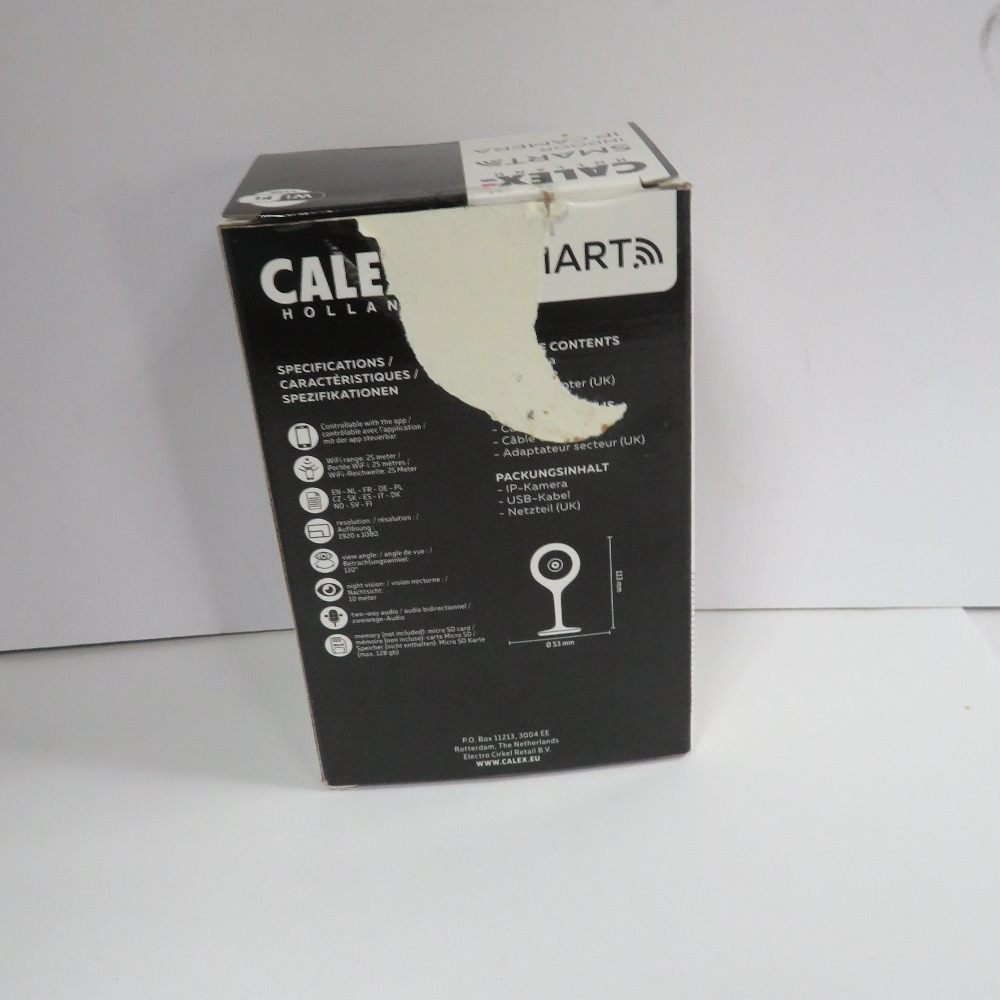 CALEX
HOLLAND
SMART
INDOOR
IP CAMERA
WiFi
CALE
HOLLAN
MART
SPECIFICATIONS /
CARACTÉRISTIQUES /
SPEZIFIKATIONEN
Controllable with the app /
contrôlable avec l'application /
mit der app steuerbar
WiFi range: 25 meter /
Portée WiFi: 25 mètres /
WiFi-Reichweite: 25 Meter
EN - NL - FR - DE - PL
CZ - SK - ES - IT - DK
NO - SV - FI
resolution: / résolution: /
Auflösung:
1920 x 1080
view angle: / angle de vue: /
Betrachtungswinkel:
110°
night vision: / vision nocturne: /
Nachtsicht:
10 meter
two-way audio / audio bidirectionnel /
zweiwege-Audio
memory (not included): micro SD card /
mémoire (non incluse): carte Micro SD /
Speicher (nicht enthalten): Micro SD Karte
(max. 128 gb)
E CONTENTS
a
pter (UK)
- C
- Câble
- Adaptateur secteur (UK)
PACKUNGSINHALT
- IP-Kamera
- USB-Kabel
- Netzteil (UK)
113 mm
Ø 53 mm
P.O. Box 11213, 3004 EE
Rotterdam, The Netherlands
Electro Cirkel Retail B.V.
WWW.CALEX.EU